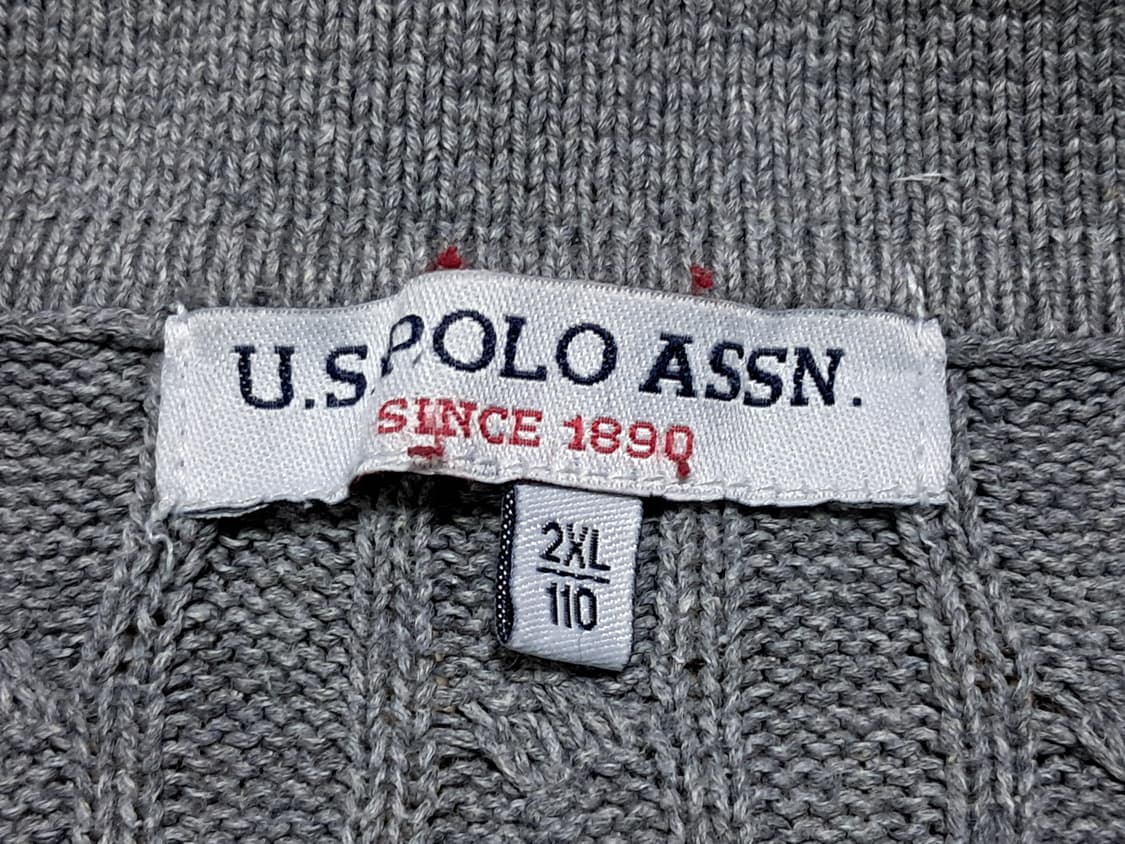 U.S. POLO ASSN.
SINCE 1890
2XL
110